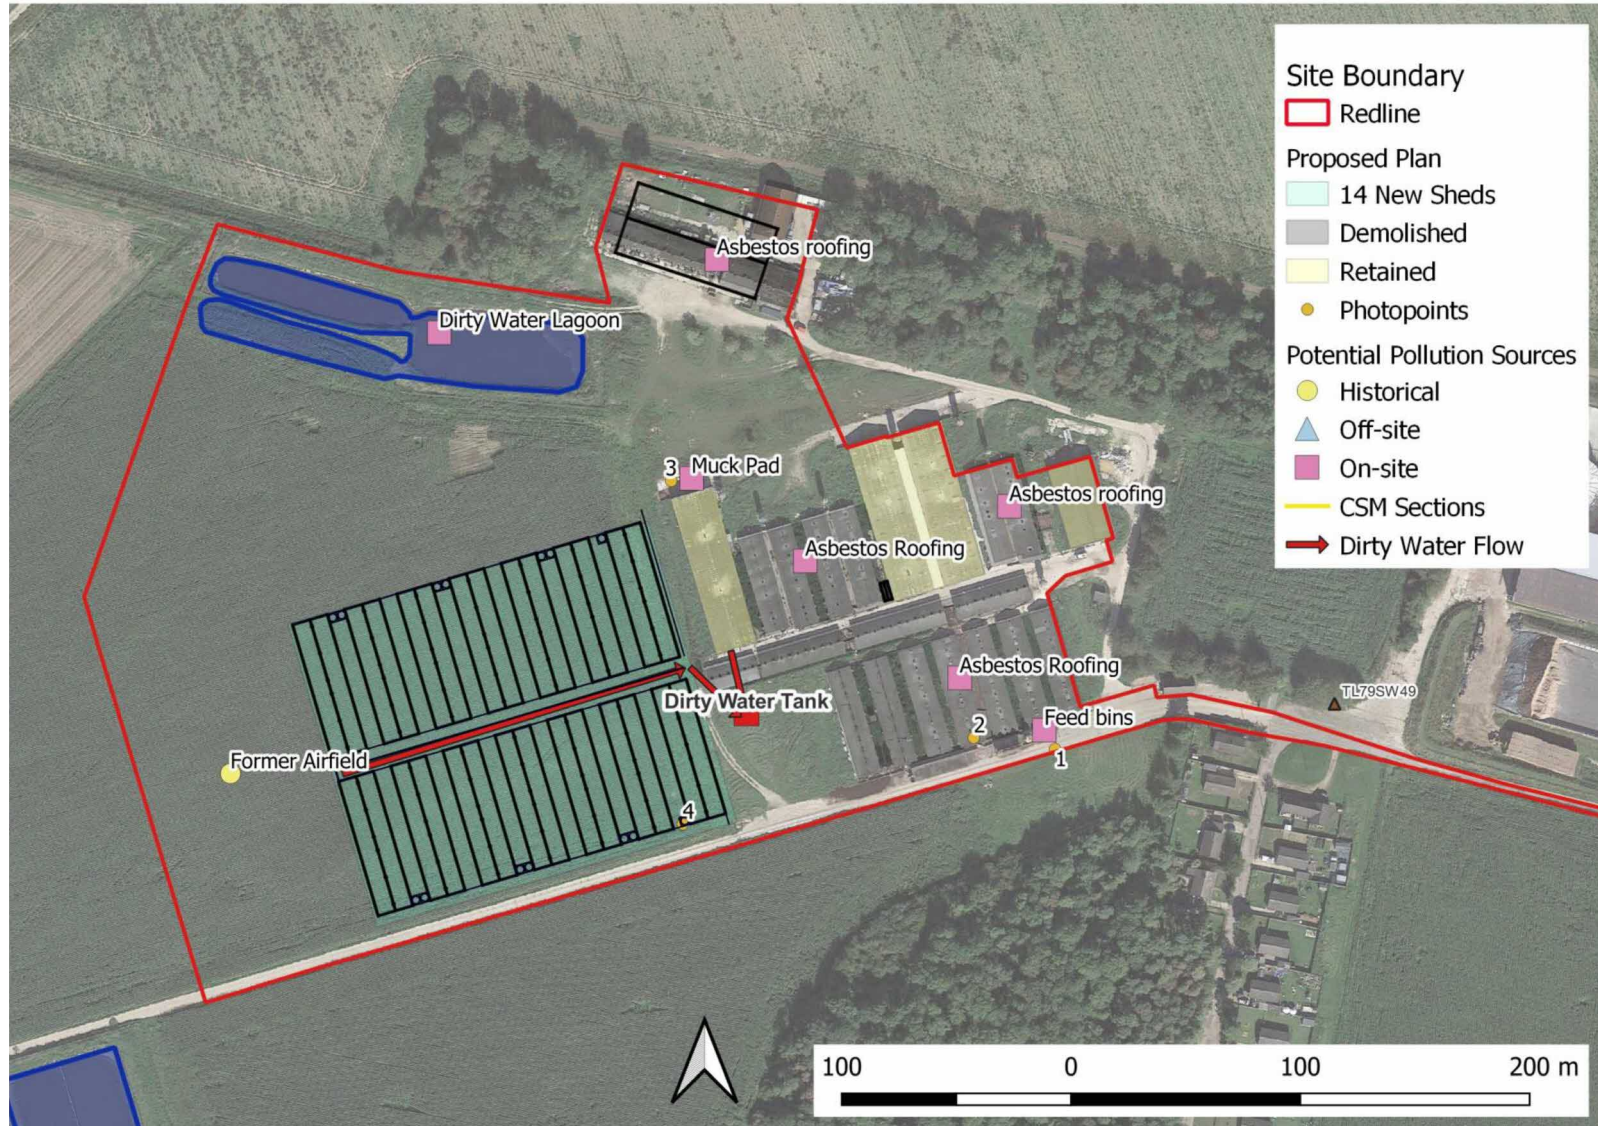 Site Boundary
Redline
Proposed Plan
14 New Sheds
Demolished
Retained
Photopoints
Potential Pollution Sources
Historical
Off-site
On-site
CSM Sections
Dirty Water Flow
Asbestos roofing
Dirty Water Lagoon
3
Muck Pad
Asbestos roofing
Asbestos Roofing
Asbestos Roofing
Dirty Water Tank
TL79SW49
Feed bins
2
1
Former Airfield
4
100
0
100
200 m